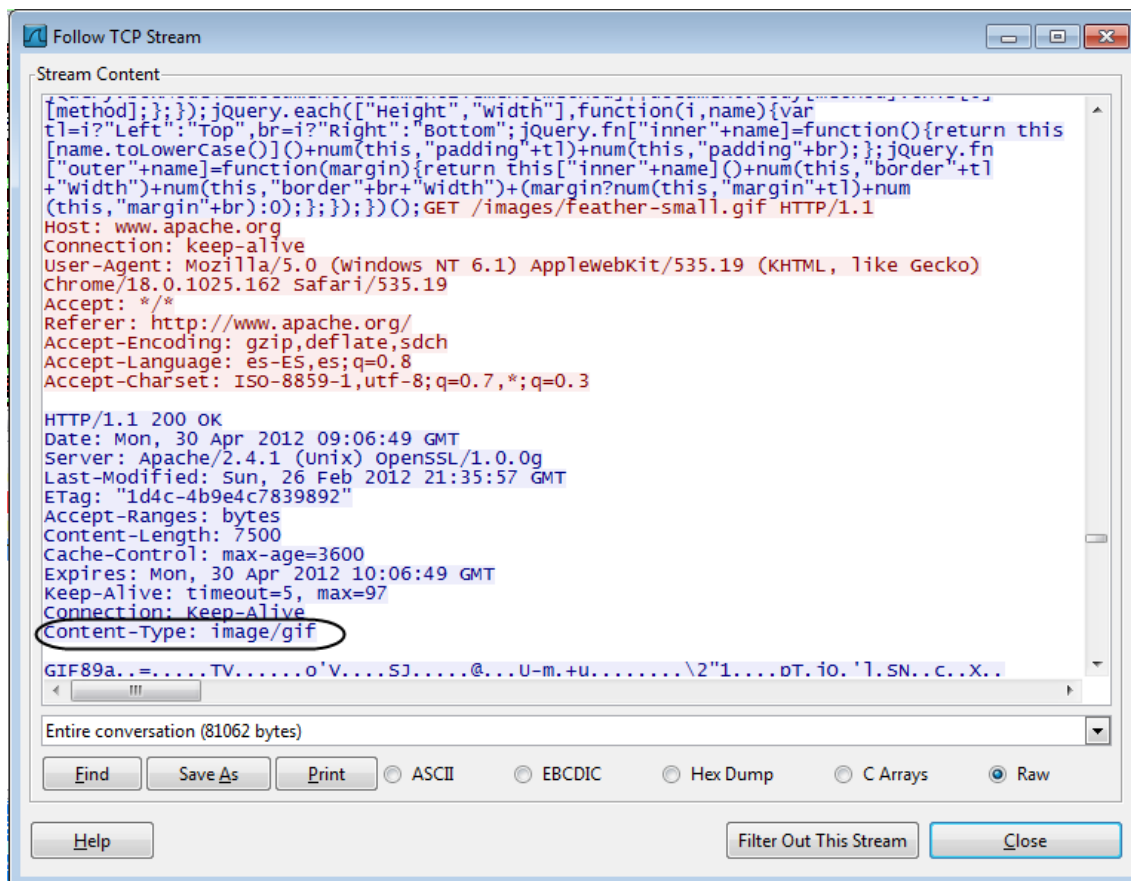 Follow TCP Stream
Stream Content
[method];};});jQuery.each(["Height","Width"],function(i,name){var
tl=i?"Left":"Top",br=i?"Right":"Bottom";jQuery.fn["inner"+name]=function(){return this
[name.toLowerCase()]()+num(this,"padding"+tl)+num(this,"padding"+br);};jQuery.fn
["outer"+name]=function(margin){return this["inner"+name]()+num(this,"border"+tl
+"Width")+num(this,"border"+br+"Width")+(margin?num(this,"margin"+tl)+num
(this,"margin"+br):0);};});})();GET /images/feather-small.gif HTTP/1.1
Host: www.apache.org
Connection: keep-alive
User-Agent: Mozilla/5.0 (Windows NT 6.1) AppleWebKit/535.19 (KHTML, like Gecko)
Chrome/18.0.1025.162 Safari/535.19
Accept: */*
Referer: http://www.apache.org/
Accept-Encoding: gzip,deflate,sdch
Accept-Language: es-ES,es;q=0.8
Accept-Charset: ISO-8859-1,utf-8;q=0.7,*;q=0.3
HTTP/1.1 200 OK
Date: Mon, 30 Apr 2012 09:06:49 GMT
Server: Apache/2.4.1 (Unix) OpenSSL/1.0.0g
Last-Modified: Sun, 26 Feb 2012 21:35:57 GMT
ETag: "1d4c-4b9e4c7839892"
Accept-Ranges: bytes
Content-Length: 7500
Cache-Control: max-age=3600
Expires: Mon, 30 Apr 2012 10:06:49 GMT
Keep-Alive: timeout=5, max=97
Connection: Keep-Alive
Content-Type: image/gif
GIF89a..=.....TV......o'V....SJ.....@...U-m.+u........\2"1....pT.iO.'l.SN..c..X..
Entire conversation (81062 bytes)
Find Save As Print ASCII EBCDIC Hex Dump C Arrays Raw
Help Filter Out This Stream Close